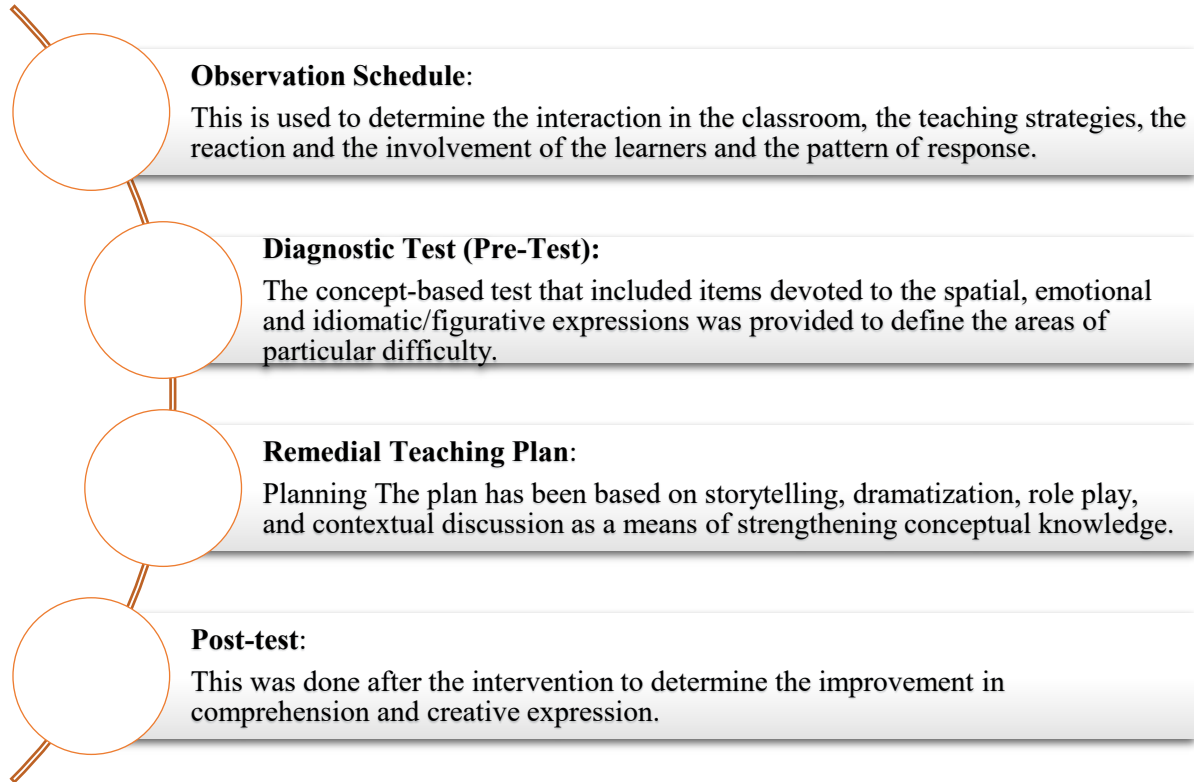 Observation Schedule:
This is used to determine the interaction in the classroom, the teaching strategies, the
reaction and the involvement of the learners and the pattern of response.
Diagnostic Test (Pre-Test):
The concept-based test that included items devoted to the spatial, emotional
and idiomatic/figurative expressions was provided to define the areas of
particular difficulty.
Remedial Teaching Plan:
Planning The plan has been based on storytelling, dramatization, role play,
and contextual discussion as a means of strengthening conceptual knowledge.
Post-test:
This was done after the intervention to determine the improvement in
comprehension and creative expression.